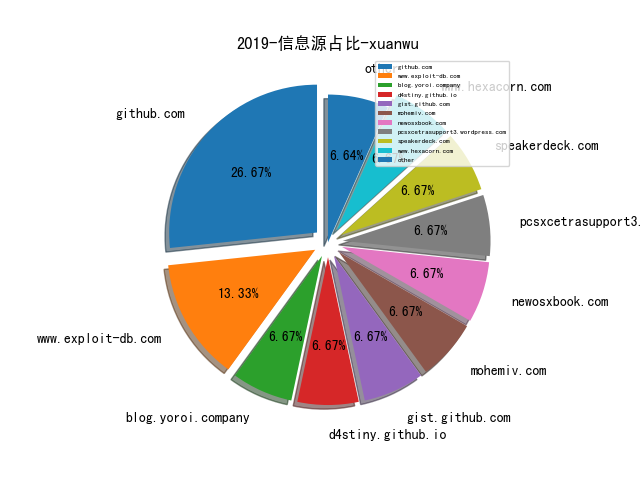 2019-信息源占比-xuanwu
github.com
www.exploit-db.com
blog.yoroi.company
d4stiny.github.io
gist.github.com
mohemiv.com
newosxbook.com
pcsxcetrasupport3.wordpress.com
speakerdeck.com
www.hexacorn.com
other
other
www.hexacorn.com
github.com
speakerdeck.com
6.64%
26.67%
6.67%
pcsxcetrasupport3.
6.67%
6.67%
13.33%
newosxbook.com
6.67%
www.exploit-db.com
6.67%
6.67%
6.67%
mohemiv.com
blog.yoroi.company
gist.github.com
d4stiny.github.io